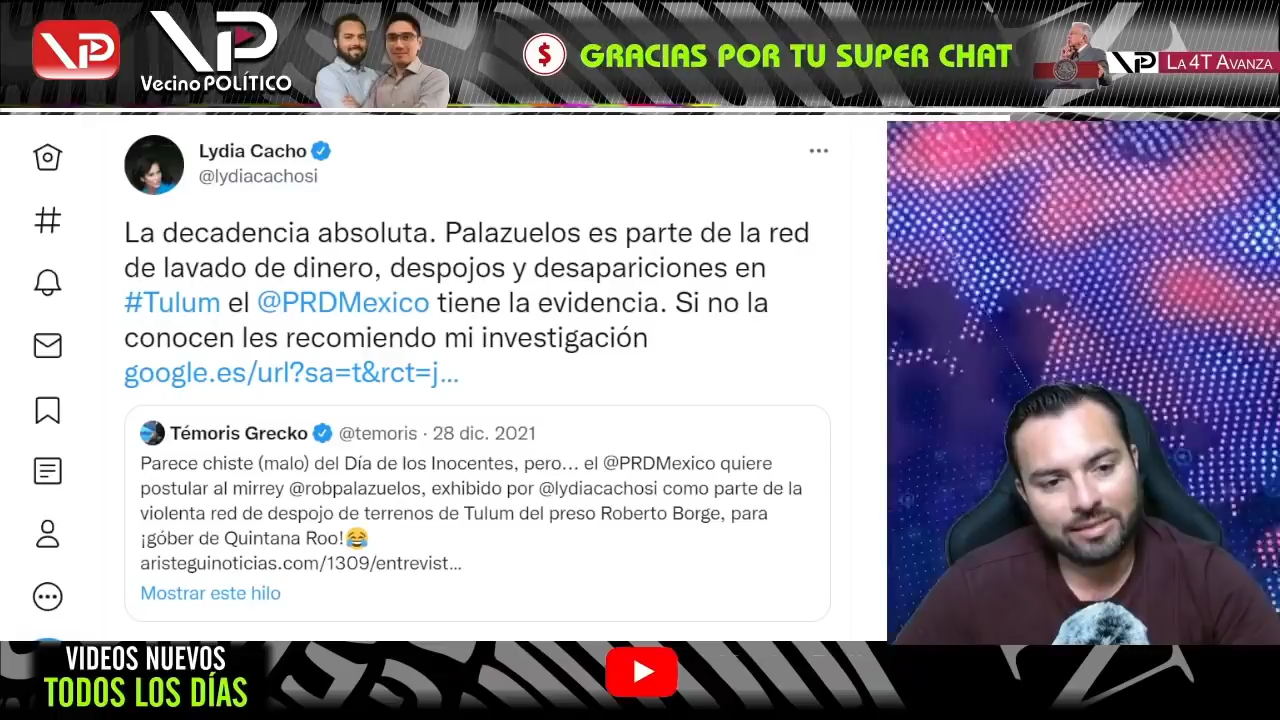 VP
VP
Vecino POLÍTICO
$ GRACIAS POR TU SUPER CHAT
VP LA 4T AVANZA
Lydia Cacho
@lydiacachosi
La decadencia absoluta. Palazuelos es parte de la red
de lavado de dinero, despojos y desapariciones en
#Tulum el @PRDMexico tiene la evidencia. Si no la
conocen les recomiendo mi investigación
google.es/url?sa=t&rct=j...
Témoris Grecko @temoris · 28 dic. 2021
Parece chiste (malo) del Día de los Inocentes, pero... el @PRDMexico quiere
postular al mirrey @robpalazuelos, exhibido por @lydiacachosi como parte de la
violenta red de despojo de terrenos de Tulum del preso Roberto Borge, para
¡góber de Quintana Roo!😂
aristeguinoticias.com/1309/entrevist...
Mostrar este hilo
VIDEOS NUEVOS
TODOS LOS DÍAS